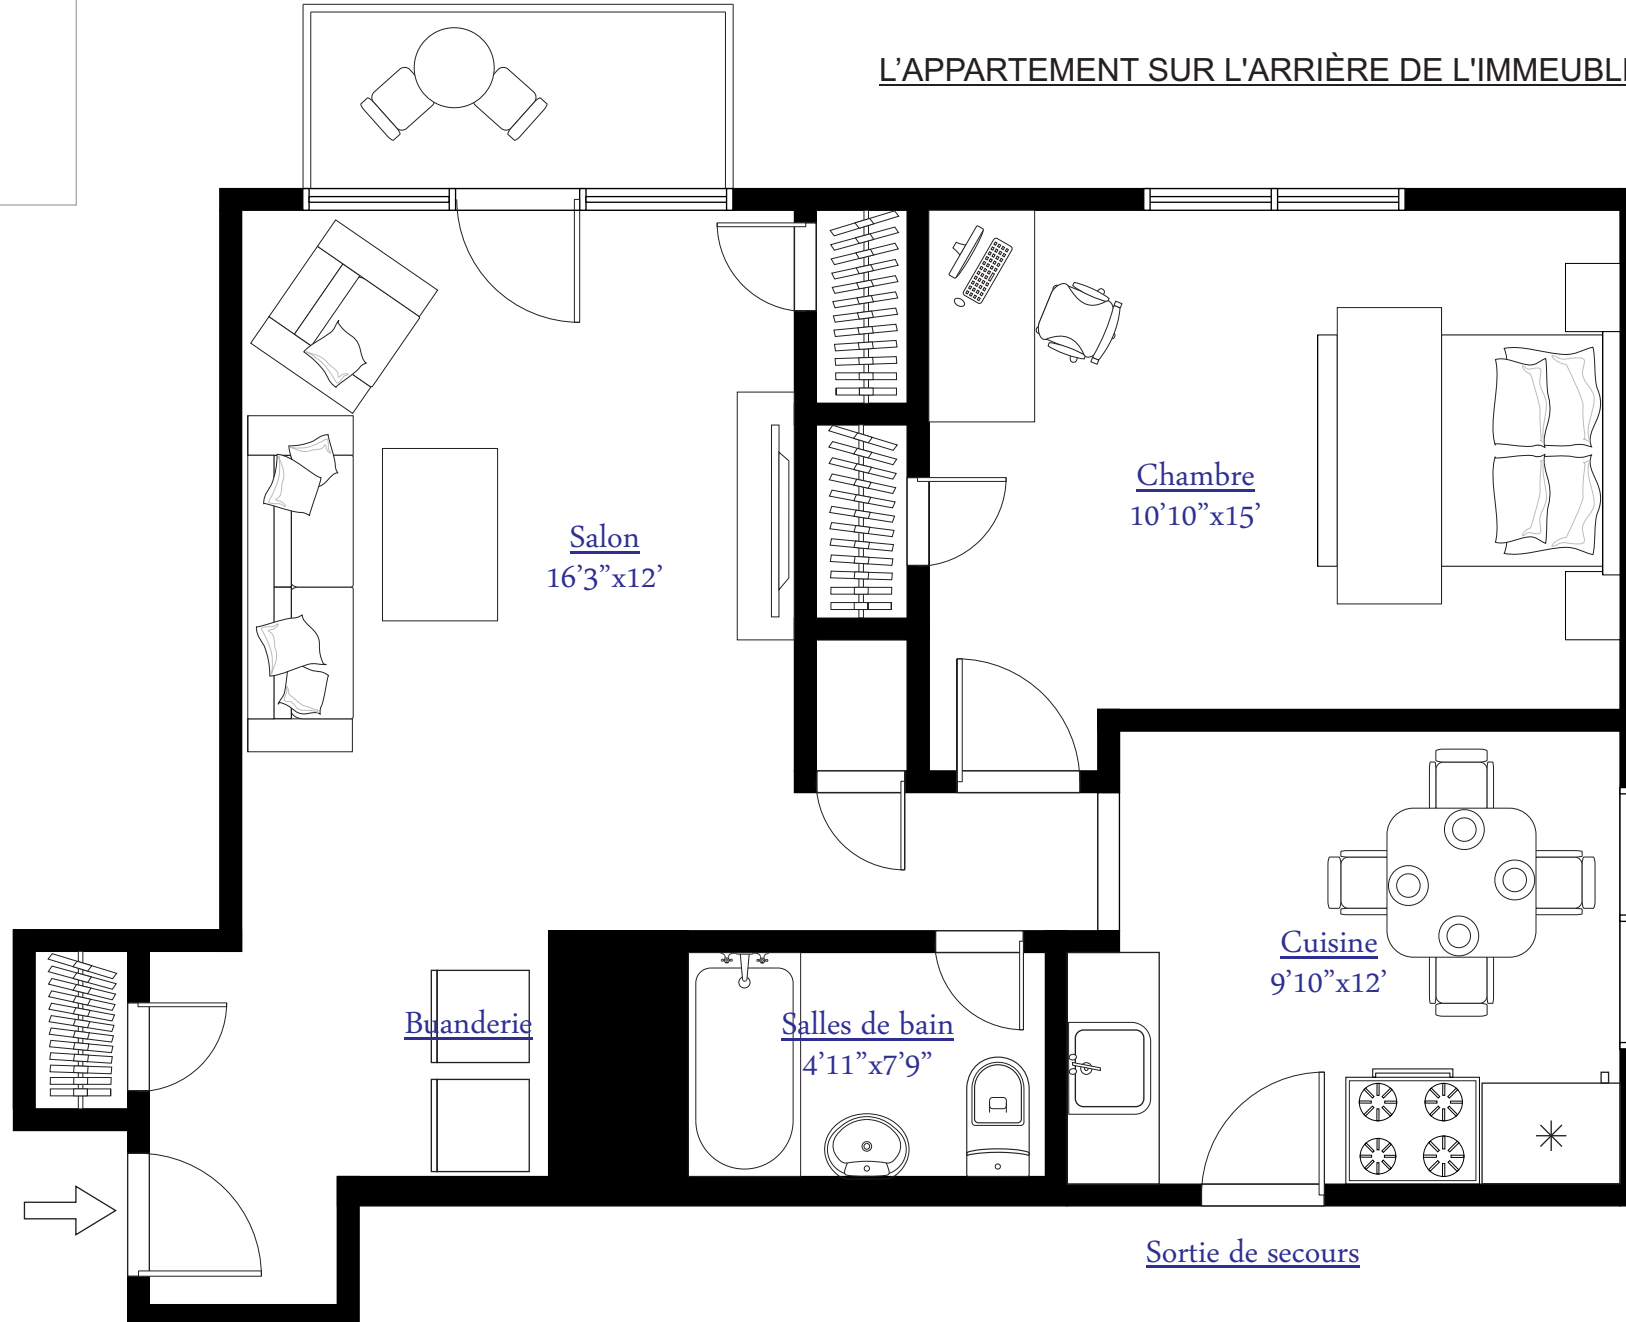 L’APPARTEMENT SUR L'ARRIÈRE DE L'IMMEUBLE
Chambre
10’10”x15’
Salon
16’3”x12’
Cuisine
9’10”x12’
Buanderie
Salles de bain
4’11”x7’9”
Sortie de secours